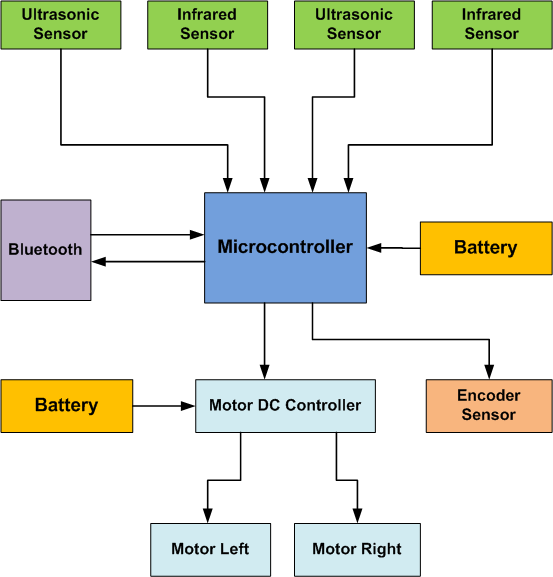 Ultrasonic
Sensor
Infrared
Sensor
Ultrasonic
Sensor
Infrared
Sensor
Bluetooth
Microcontroller
Battery
Battery
Motor DC Controller
Encoder
Sensor
Motor Left
Motor Right